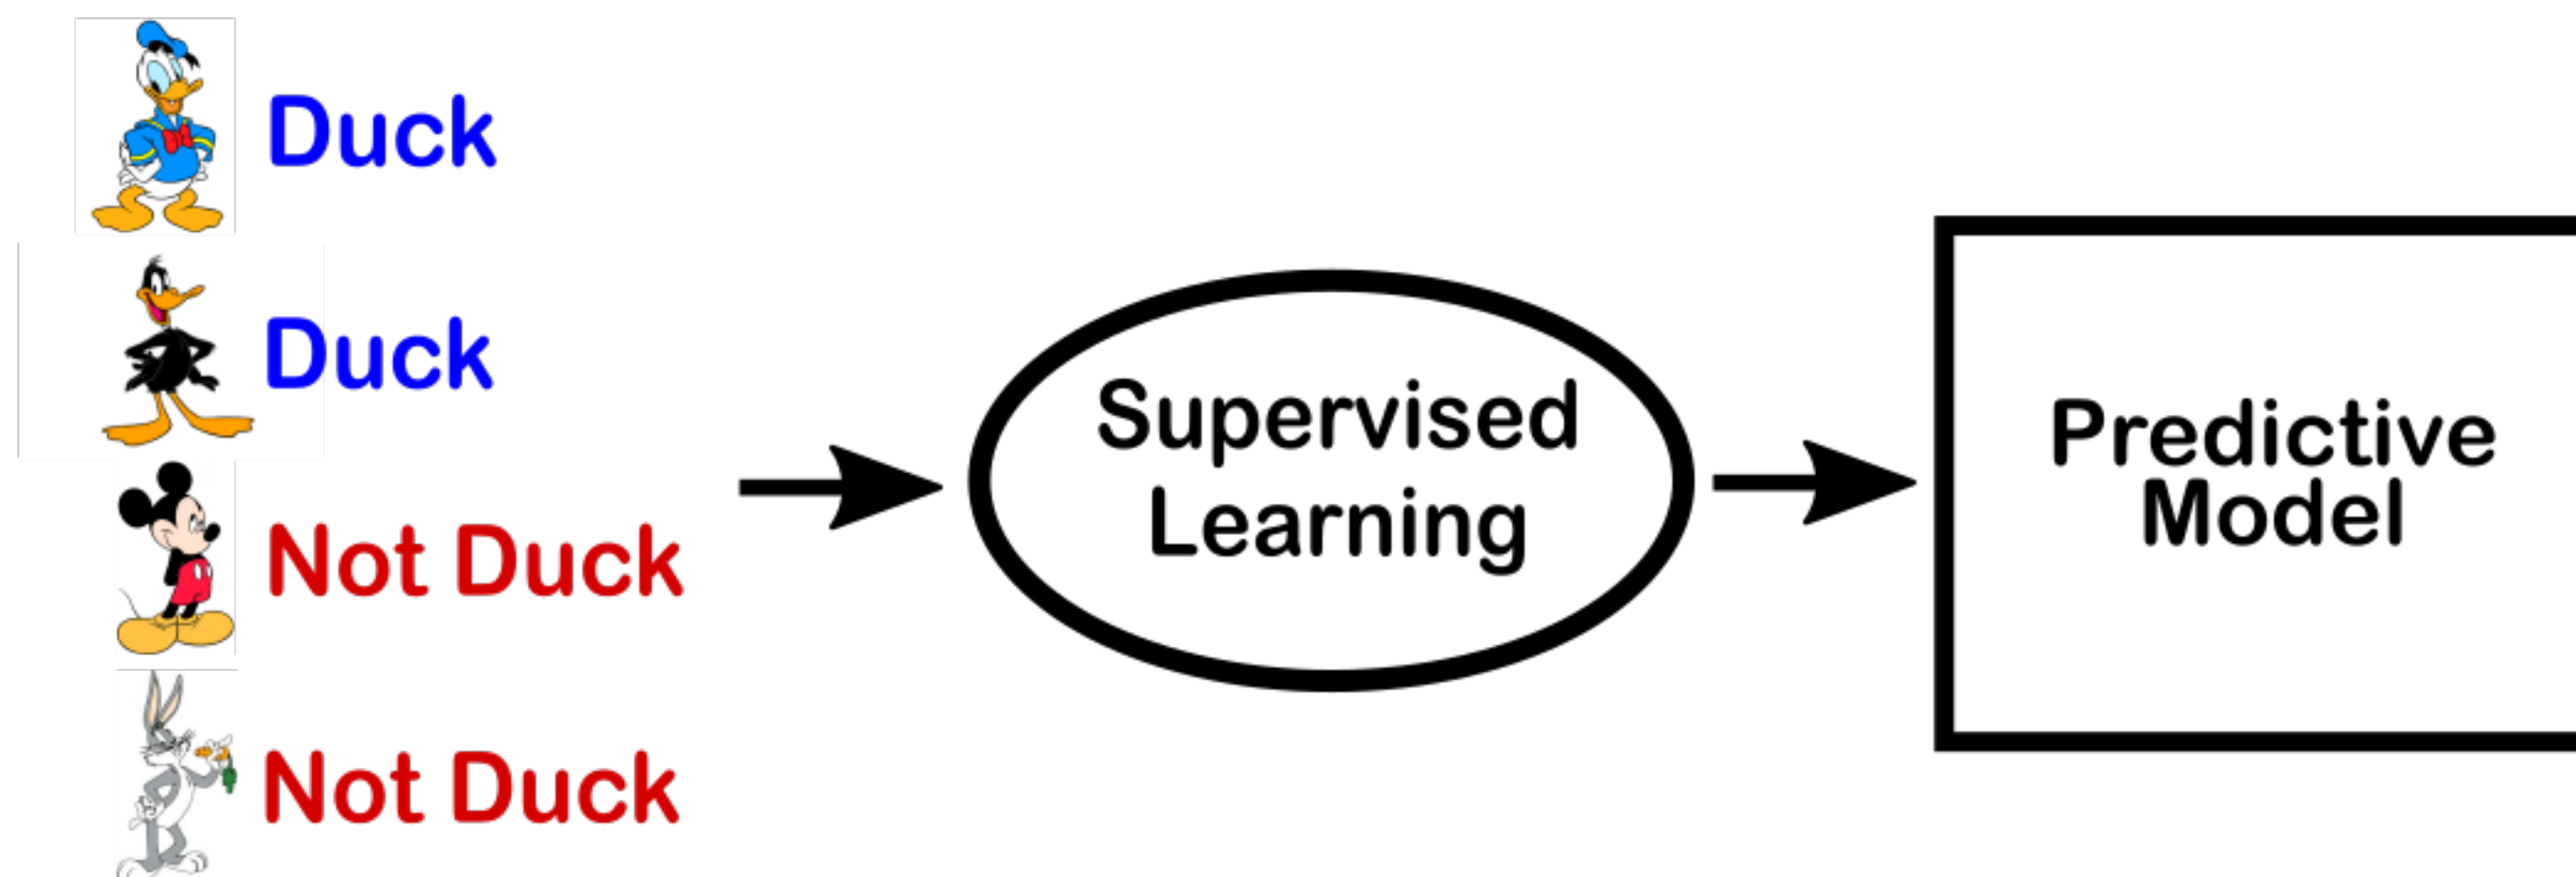 Duck
Duck
Not Duck
Not Duck
Supervised
Learning
Predictive
Model